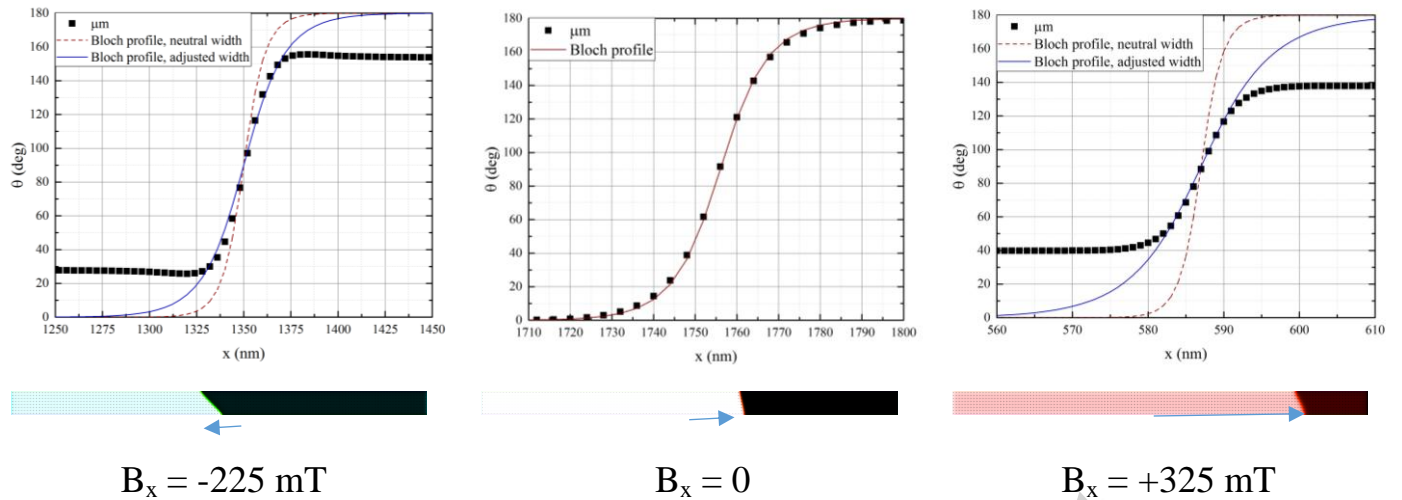 θ (deg)
180
160
140
120
100
80
60
40
20
0
μm
Bloch profile, neutral width
Bloch profile, adjusted width
1250 1275 1300 1325 1350 1375 1400 1425 1450
x (nm)
θ (deg)
180
160
140
120
100
80
60
40
20
0
μm
Bloch profile
1710 1720 1730 1740 1750 1760 1770 1780 1790 1800
x (nm)
θ (deg)
180
160
140
120
100
80
60
40
20
0
μm
Bloch profile, neutral width
Bloch profile, adjusted width
560 570 580 590 600 610
x (nm)
Bx = -225 mT
Bx = 0
Bx = +325 mT